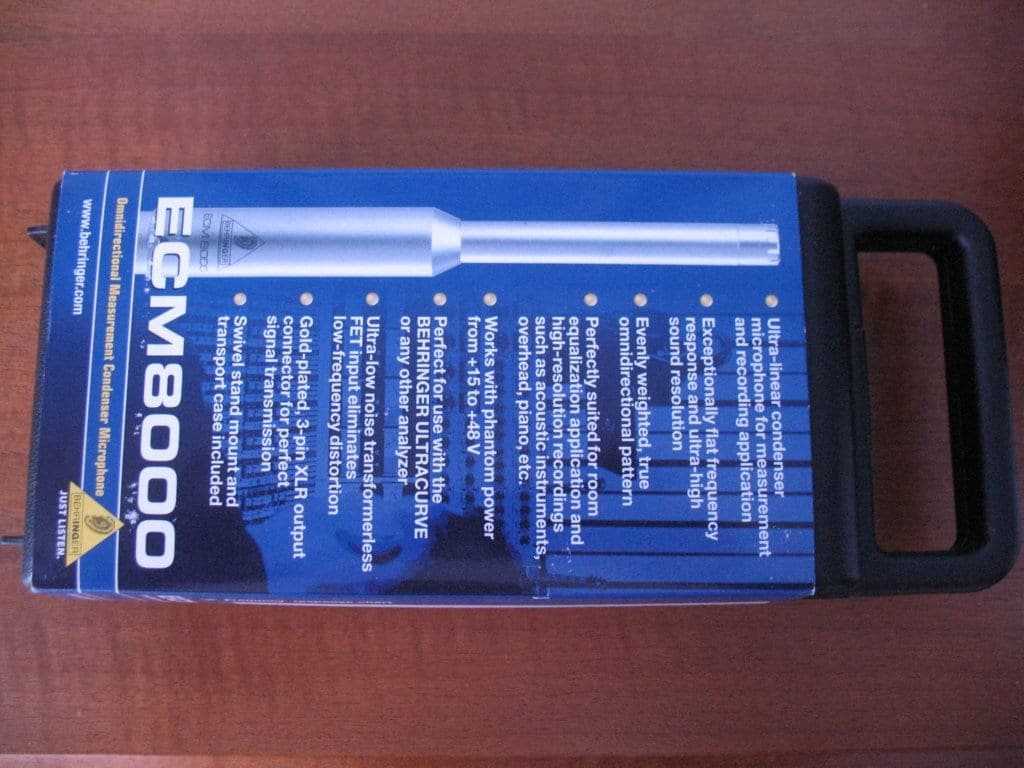 Ultra-linear condenser
microphone for measurement
and recording application
Exceptionally flat frequency
response and ultra-high
sound resolution
Evenly weighted, true
omnidirectional pattern
Perfectly suited for room
equalization application and
high-resolution recordings
such as acoustic instruments,
overhead, piano, etc.
Works with phantom power
from +15 to +48 V
Perfect for use with the
BEHRINGER ULTRACURVE
or any other analyzer
Ultra-low noise transformerless
FET input eliminates
low-frequency distortion
Gold-plated, 3-pin XLR output
connector for perfect
signal transmission
Swivel stand mount and
transport case included
BEHRINGER
ECM 8000
ECM8000
Omnidirectional Measurement Condenser Microphone
www.behringer.com
BEHRINGER
JUST LISTEN.